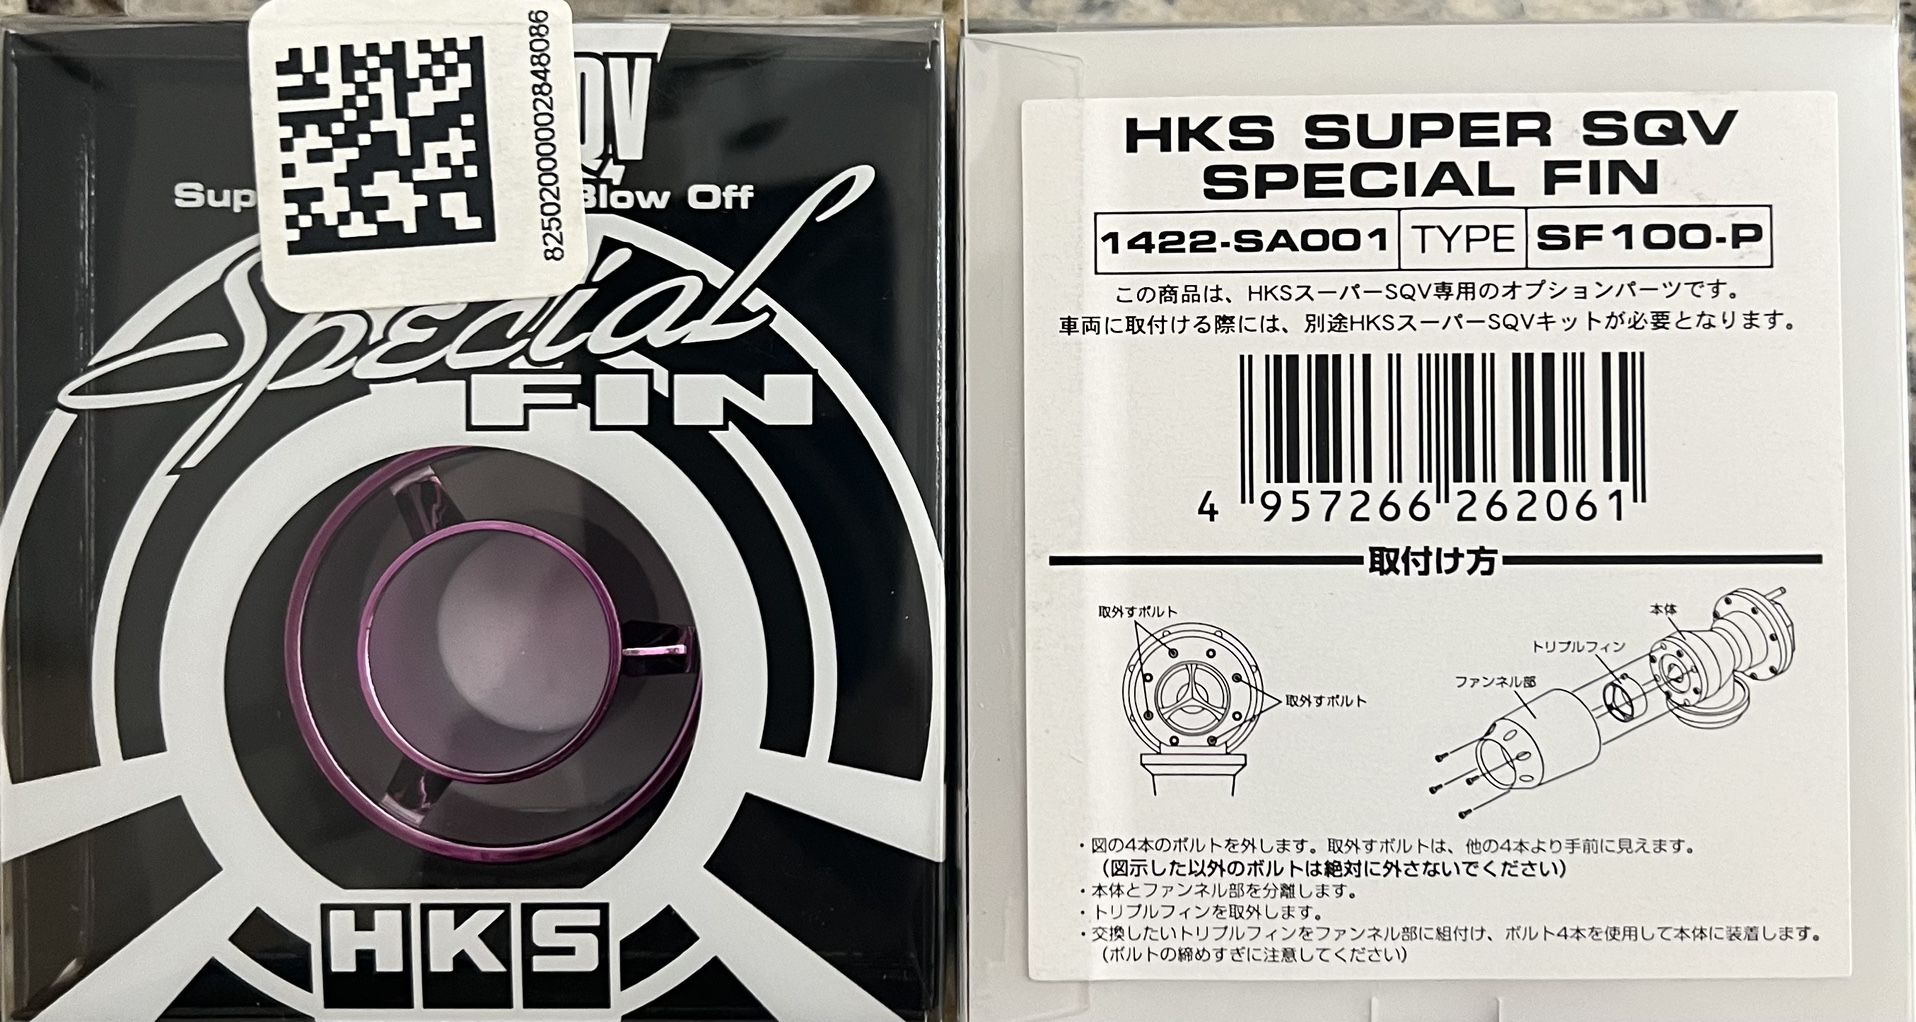 82502000002848086
QV
Sup Blow Off
Special
FIN
HKS
HKS SUPER SQV
SPECIAL FIN
1422-SA001 TYPE SF100-P
この商品は、HKSスーパーSQV専用のオプションパーツです。
車両に取付ける際には、別途HKSスーパーSQVキットが必要となります。
4 957266 262061
取付け方
取外すボルト
本体
トリプルフィン
ファンネル部
取外すボルト
・図の4本のボルトを外します。取外すボルトは、他の4本より手前に見えます。
（図示した以外のボルトは絶対に外さないでください）
・本体とファンネル部を分離します。
・トリプルフィンを取外します。
・交換したいトリプルフィンをファンネル部に組付け、ボルト4本を使用して本体に装着します。
（ボルトの締めすぎに注意してください）